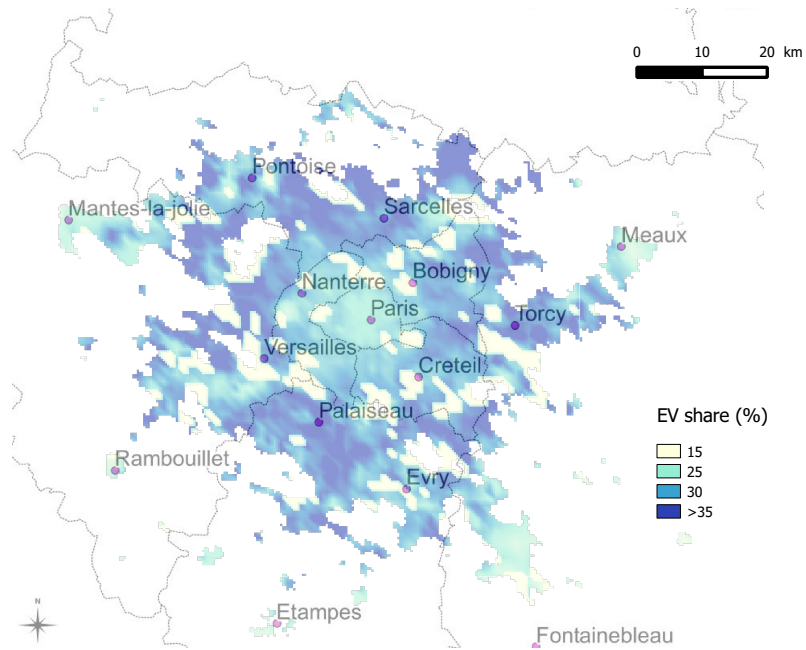 0 10 20 km
Pontoise
Mantes-la-jolie
Sarcelles
Meaux
Bobigny
Nanterre
Paris
Torcy
Versailles
Creteil
Palaiseau
EV share (%)
15
25
30
>35
Rambouillet
Evry
N
Etampes
Fontainebleau